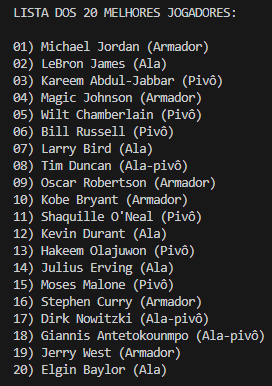 LISTA DOS 20 MELHORES JOGADORES:
01) Michael Jordan (Armador)
02) LeBron James (Ala)
03) Kareem Abdul-Jabbar (Pivô)
04) Magic Johnson (Armador)
05) Wilt Chamberlain (Pivô)
06) Bill Russell (Pivô)
07) Larry Bird (Ala)
08) Tim Duncan (Ala-pivô)
09) Oscar Robertson (Armador)
10) Kobe Bryant (Armador)
11) Shaquille O'Neal (Pivô)
12) Kevin Durant (Ala)
13) Hakeem Olajuwon (Pivô)
14) Julius Erving (Ala)
15) Moses Malone (Pivô)
16) Stephen Curry (Armador)
17) Dirk Nowitzki (Ala-pivô)
18) Giannis Antetokounmpo (Ala-pivô)
19) Jerry West (Armador)
20) Elgin Baylor (Ala)